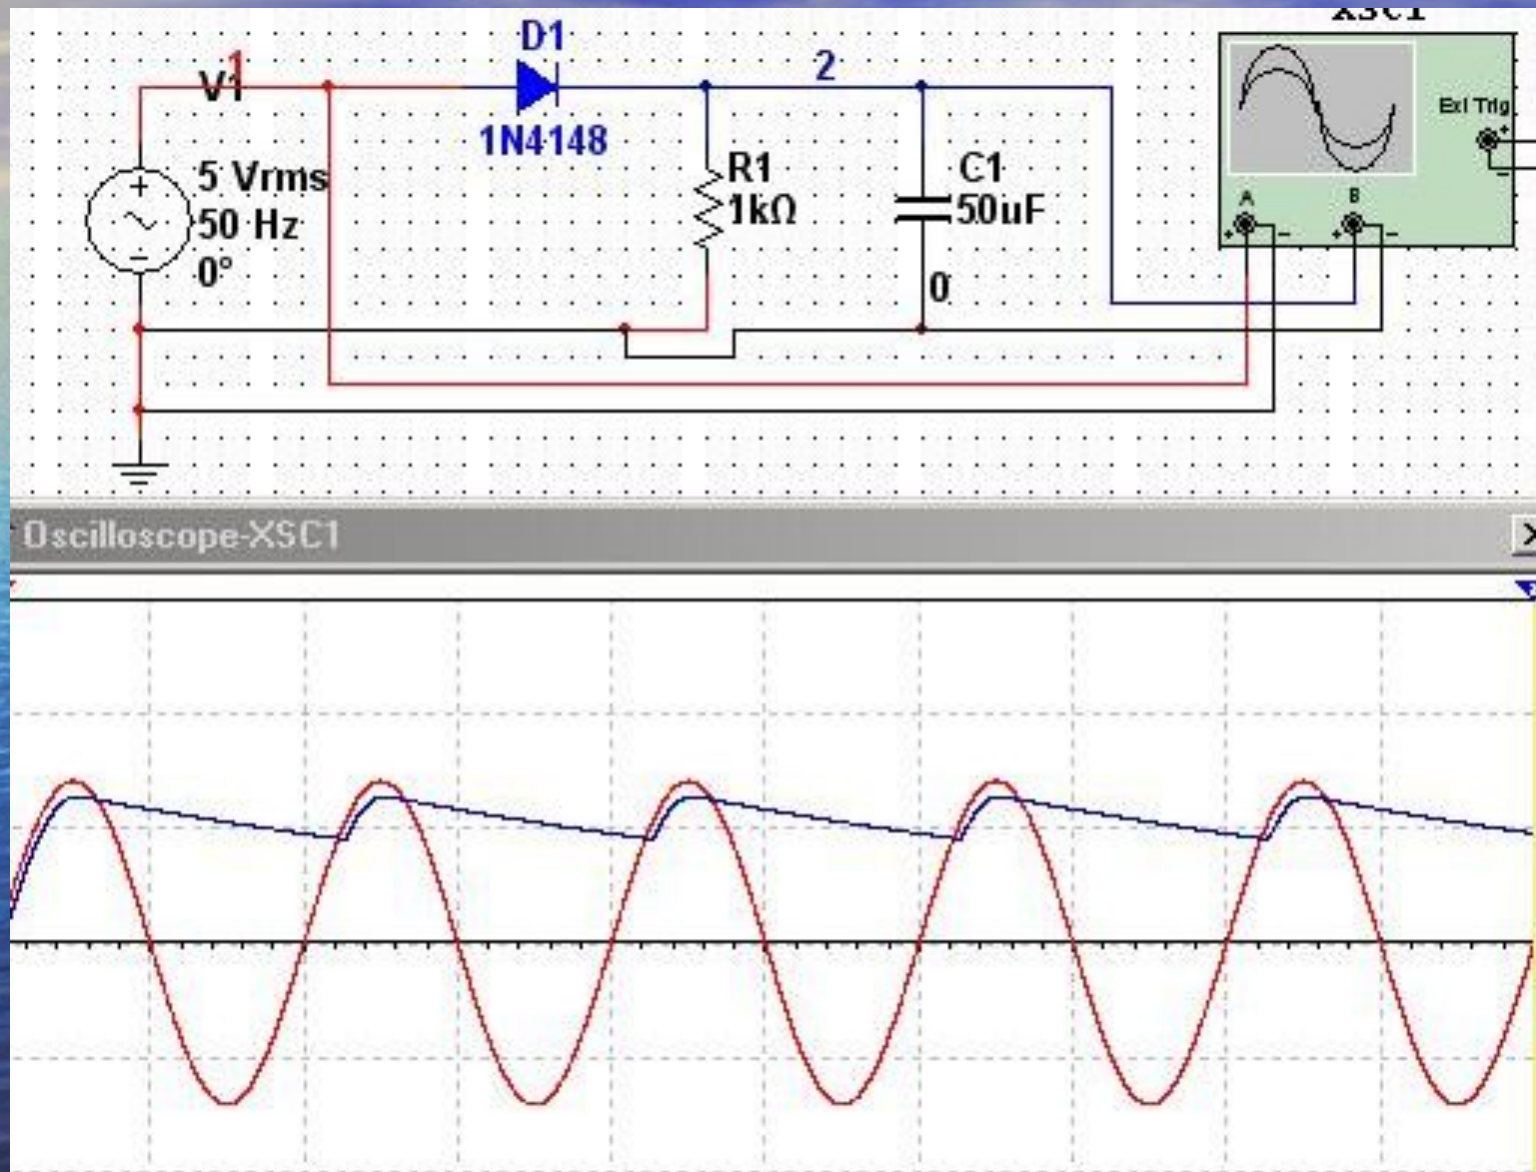 XSC1
D1
1
V1
2
1N4148
Ext Trig
+
−
5 Vrms
50 Hz
0°
R1
1kΩ
C1
50uF
A
B
+
−
+
−
+
−
0
Oscilloscope-XSC1
X